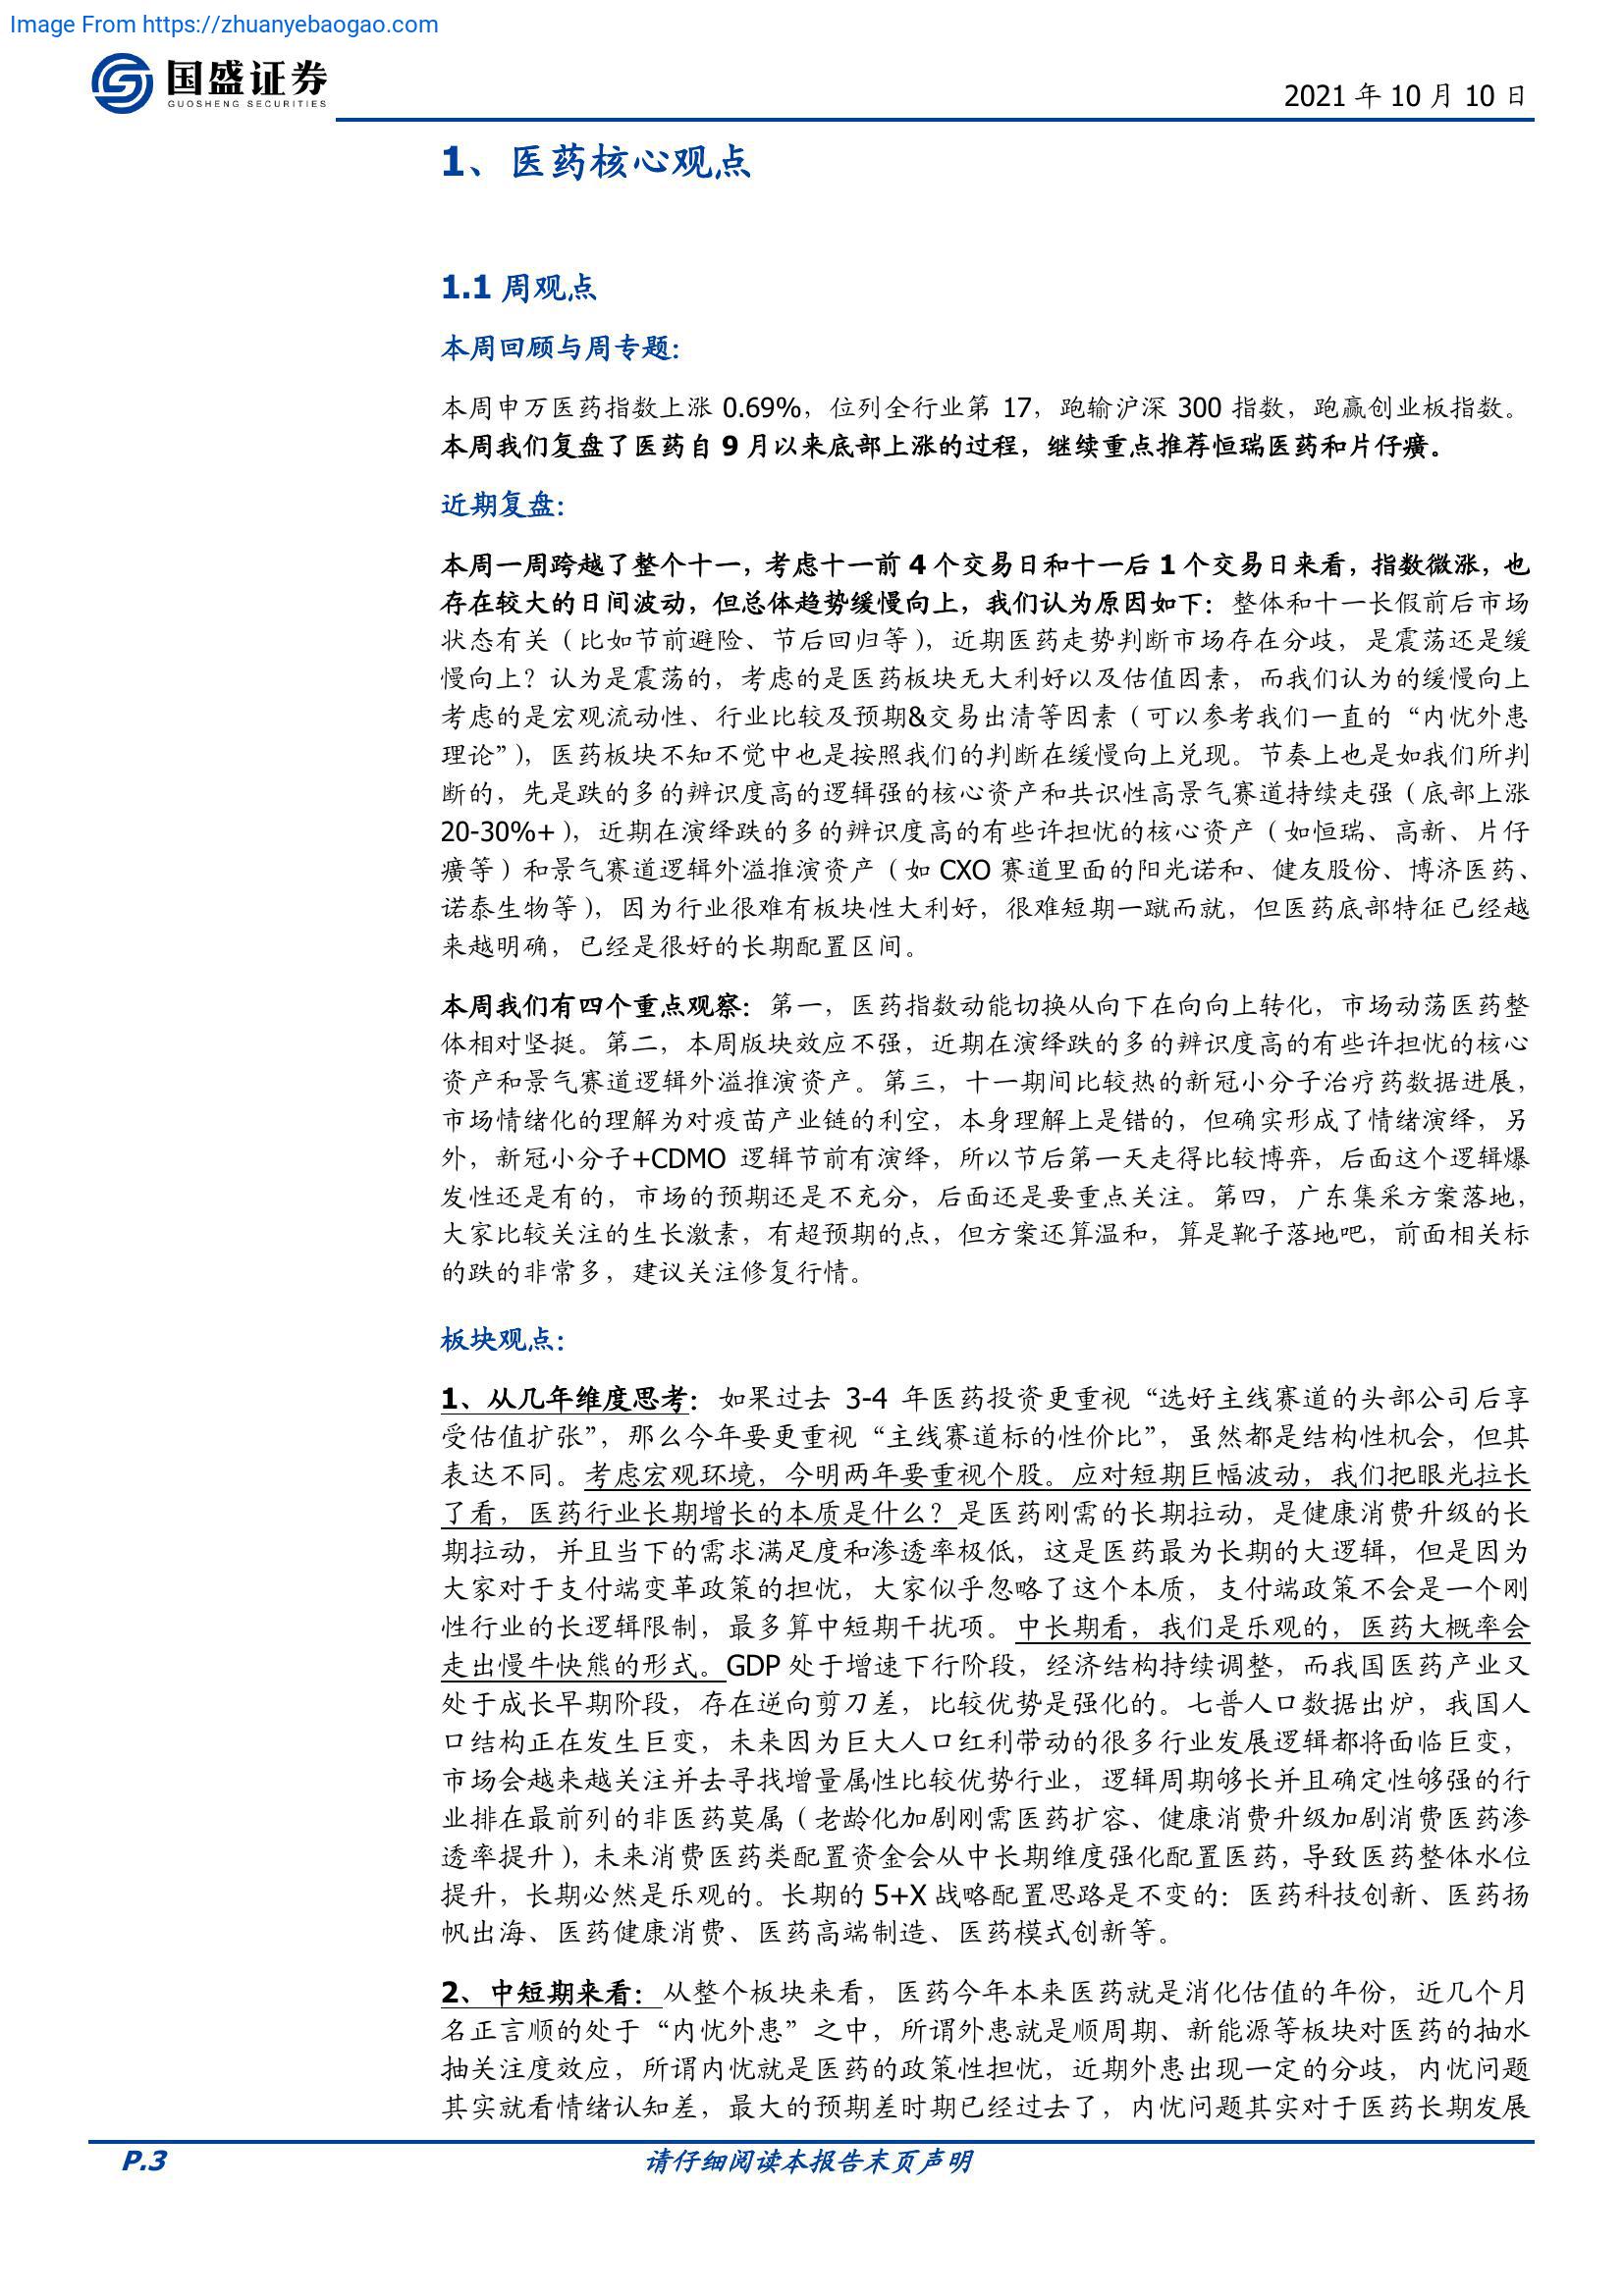 Image From https://zhuanyebaogao.com
国盛证券
GUOSHENG SECURITIES
2021 年 10 月 10 日
1、医药核心观点
1.1 周观点
本周回顾与周专题：
本周申万医药指数上涨 0.69%，位列全行业第 17，跑输沪深 300 指数，跑赢创业板指数。
本周我们复盘了医药自 9 月以来底部上涨的过程，继续重点推荐恒瑞医药和片仔癀。
近期复盘：
本周一周跨越了整个十一，考虑十一前 4 个交易日和十一后 1 个交易日来看，指数微涨，也
存在较大的日间波动，但总体趋势缓慢向上，我们认为原因如下：整体和十一长假前后市场
状态有关（比如节前避险、节后回归等），近期医药走势判断市场存在分歧，是震荡还是缓
慢向上？认为是震荡的，考虑的是医药板块无大利好以及估值因素，而我们认为的缓慢向上
考虑的是宏观流动性、行业比较及预期&交易出清等因素（可以参考我们一直的“内忧外患
理论”），医药板块不知不觉中也是按照我们的判断在缓慢向上兑现。节奏上也是如我们所判
断的，先是跌的多的辨识度高的逻辑强的核心资产和共识性高景气赛道持续走强（底部上涨
20-30%+），近期在演绎跌的多的辨识度高的有些许担忧的核心资产（如恒瑞、高新、片仔
癀等）和景气赛道逻辑外溢推演资产（如 CXO 赛道里面的阳光诺和、健友股份、博济医药、
诺泰生物等），因为行业很难有板块性大利好，很难短期一蹴而就，但医药底部特征已经越
来越明确，已经是很好的长期配置区间。
本周我们有四个重点观察：第一，医药指数动能切换从向下在向向上转化，市场动荡医药整
体相对坚挺。第二，本周版块效应不强，近期在演绎跌的多的辨识度高的有些许担忧的核心
资产和景气赛道逻辑外溢推演资产。第三，十一期间比较热的新冠小分子治疗药数据进展，
市场情绪化的理解为对疫苗产业链的利空，本身理解上是错的，但确实形成了情绪演绎，另
外，新冠小分子+CDMO 逻辑节前有演绎，所以节后第一天走得比较博弈，后面这个逻辑爆
发性还是有的，市场的预期还是不充分，后面还是要重点关注。第四，广东集采方案落地，
大家比较关注的生长激素，有超预期的点，但方案还算温和，算是靴子落地吧，前面相关标
的跌的非常多，建议关注修复行情。
板块观点：
1、从几年维度思考：如果过去 3-4 年医药投资更重视“选好主线赛道的头部公司后享
受估值扩张”，那么今年要更重视“主线赛道标的性价比”，虽然都是结构性机会，但其
表达不同。考虑宏观环境，今明两年要重视个股。应对短期巨幅波动，我们把眼光拉长
了看，医药行业长期增长的本质是什么？是医药刚需的长期拉动，是健康消费升级的长
期拉动，并且当下的需求满足度和渗透率极低，这是医药最为长期的大逻辑，但是因为
大家对于支付端变革政策的担忧，大家似乎忽略了这个本质，支付端政策不会是一个刚
性行业的长逻辑限制，最多算中短期干扰项。中长期看，我们是乐观的，医药大概率会
走出慢牛快熊的形式。GDP 处于增速下行阶段，经济结构持续调整，而我国医药产业又
处于成长早期阶段，存在逆向剪刀差，比较优势是强化的。七普人口数据出炉，我国人
口结构正在发生巨变，未来因为巨大人口红利带动的很多行业发展逻辑都将面临巨变，
市场会越来越关注并去寻找增量属性比较优势行业，逻辑周期够长并且确定性够强的行
业排在最前列的非医药莫属（老龄化加剧刚需医药扩容、健康消费升级加剧消费医药渗
透率提升），未来消费医药类配置资金会从中长期维度强化配置医药，导致医药整体水位
提升，长期必然是乐观的。长期的 5+X 战略配置思路是不变的：医药科技创新、医药扬
帆出海、医药健康消费、医药高端制造、医药模式创新等。
2、中短期来看：从整个板块来看，医药今年本来医药就是消化估值的年份，近几个月
名正言顺的处于“内忧外患”之中，所谓外患就是顺周期、新能源等板块对医药的抽水
抽关注度效应，所谓内忧就是医药的政策性担忧，近期外患出现一定的分歧，内忧问题
其实就看情绪认知差，最大的预期差时期已经过去了，内忧问题其实对于医药长期发展
P.3
请仔细阅读本报告末页声明